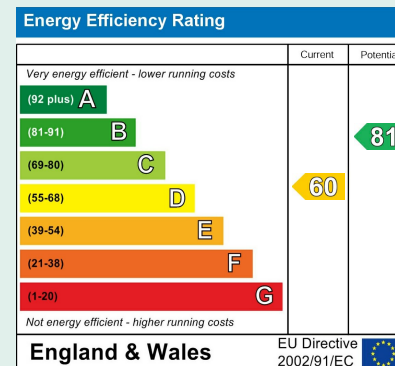 Energy Efficiency Rating
Current Potentia
Very energy efficient - lower running costs
(92 plus) A
(81-91) B
81
(69-80) C
(55-68) D
60
(39-54) E
(21-38) F
(1-20) G
Not energy efficient - higher running costs
England & Wales
EU Directive
2002/91/EC